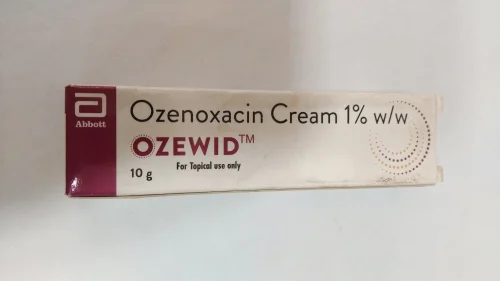 Abbott
Ozenoxacin Cream 1% w/w
OZEWID™
For Topical use only
10 g